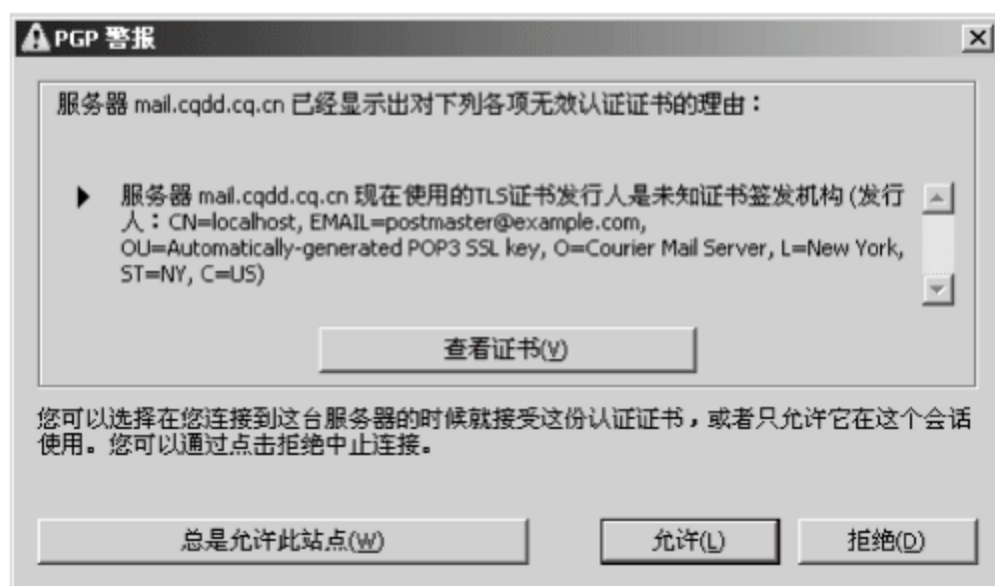 PGP 警报
服务器 mail.cqdd.cq.cn 已经显示出对下列各项无效认证证书的理由：
服务器 mail.cqdd.cq.cn 现在使用的TLS证书发行人是未知证书签发机构 (发行
人：CN=localhost, EMAIL=postmaster@example.com,
OU=Automatically-generated POP3 SSL key, O=Courier Mail Server, L=New York,
ST=NY, C=US)
查看证书(V)
您可以选择在您连接到这台服务器的时候就接受这份认证证书，或者只允许它在这个会话
使用。您可以通过点击拒绝中止连接。
总是允许此站点(W)
允许(L)
拒绝(D)